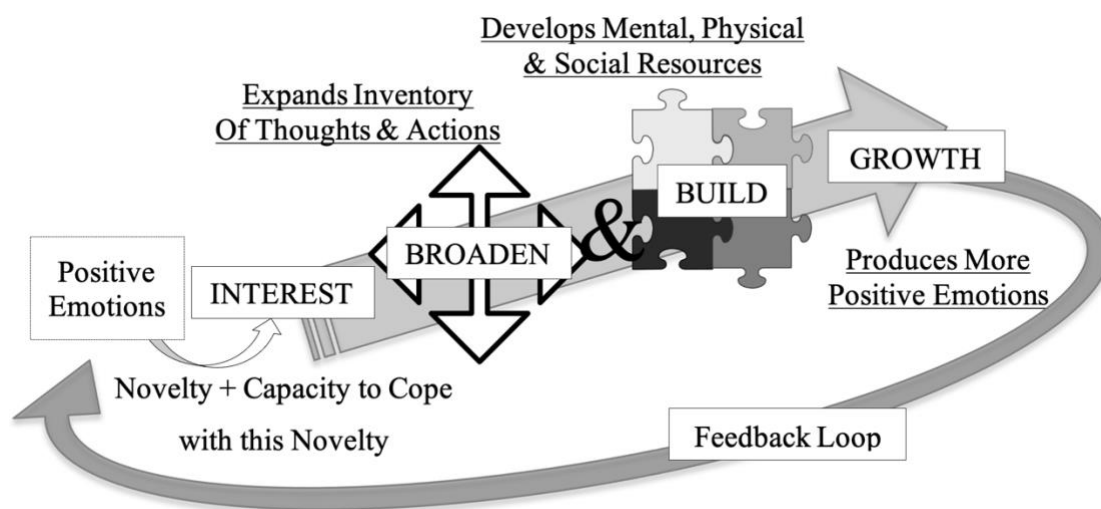 Develops Mental, Physical
& Social Resources
Expands Inventory
Of Thoughts & Actions
GROWTH
BUILD
&
BROADEN
Positive
Emotions
INTEREST
Produces More
Positive Emotions
Novelty + Capacity to Cope
with this Novelty
Feedback Loop